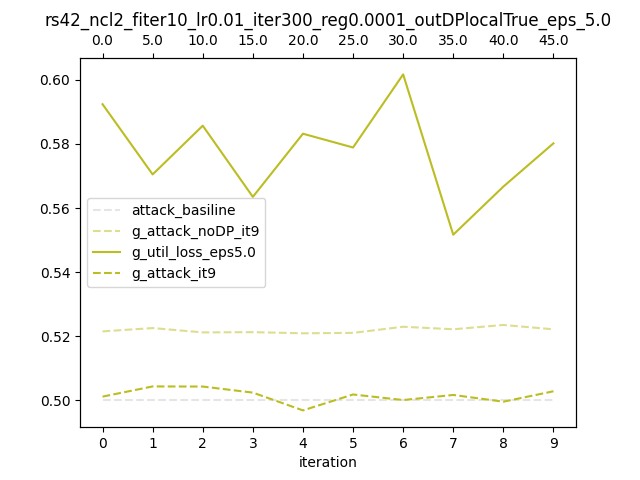 rs42_ncl2_fiter10_lr0.01_iter300_reg0.0001_outDPlocalTrue_eps_5.0
0.0 5.0 10.0 15.0 20.0 25.0 30.0 35.0 40.0 45.0
0.60
0.58
0.56
0.54
0.52
0.50
attack_basiline
g_attack_noDP_it9
g_util_loss_eps5.0
g_attack_it9
0 1 2 3 4 5 6 7 8 9
iteration